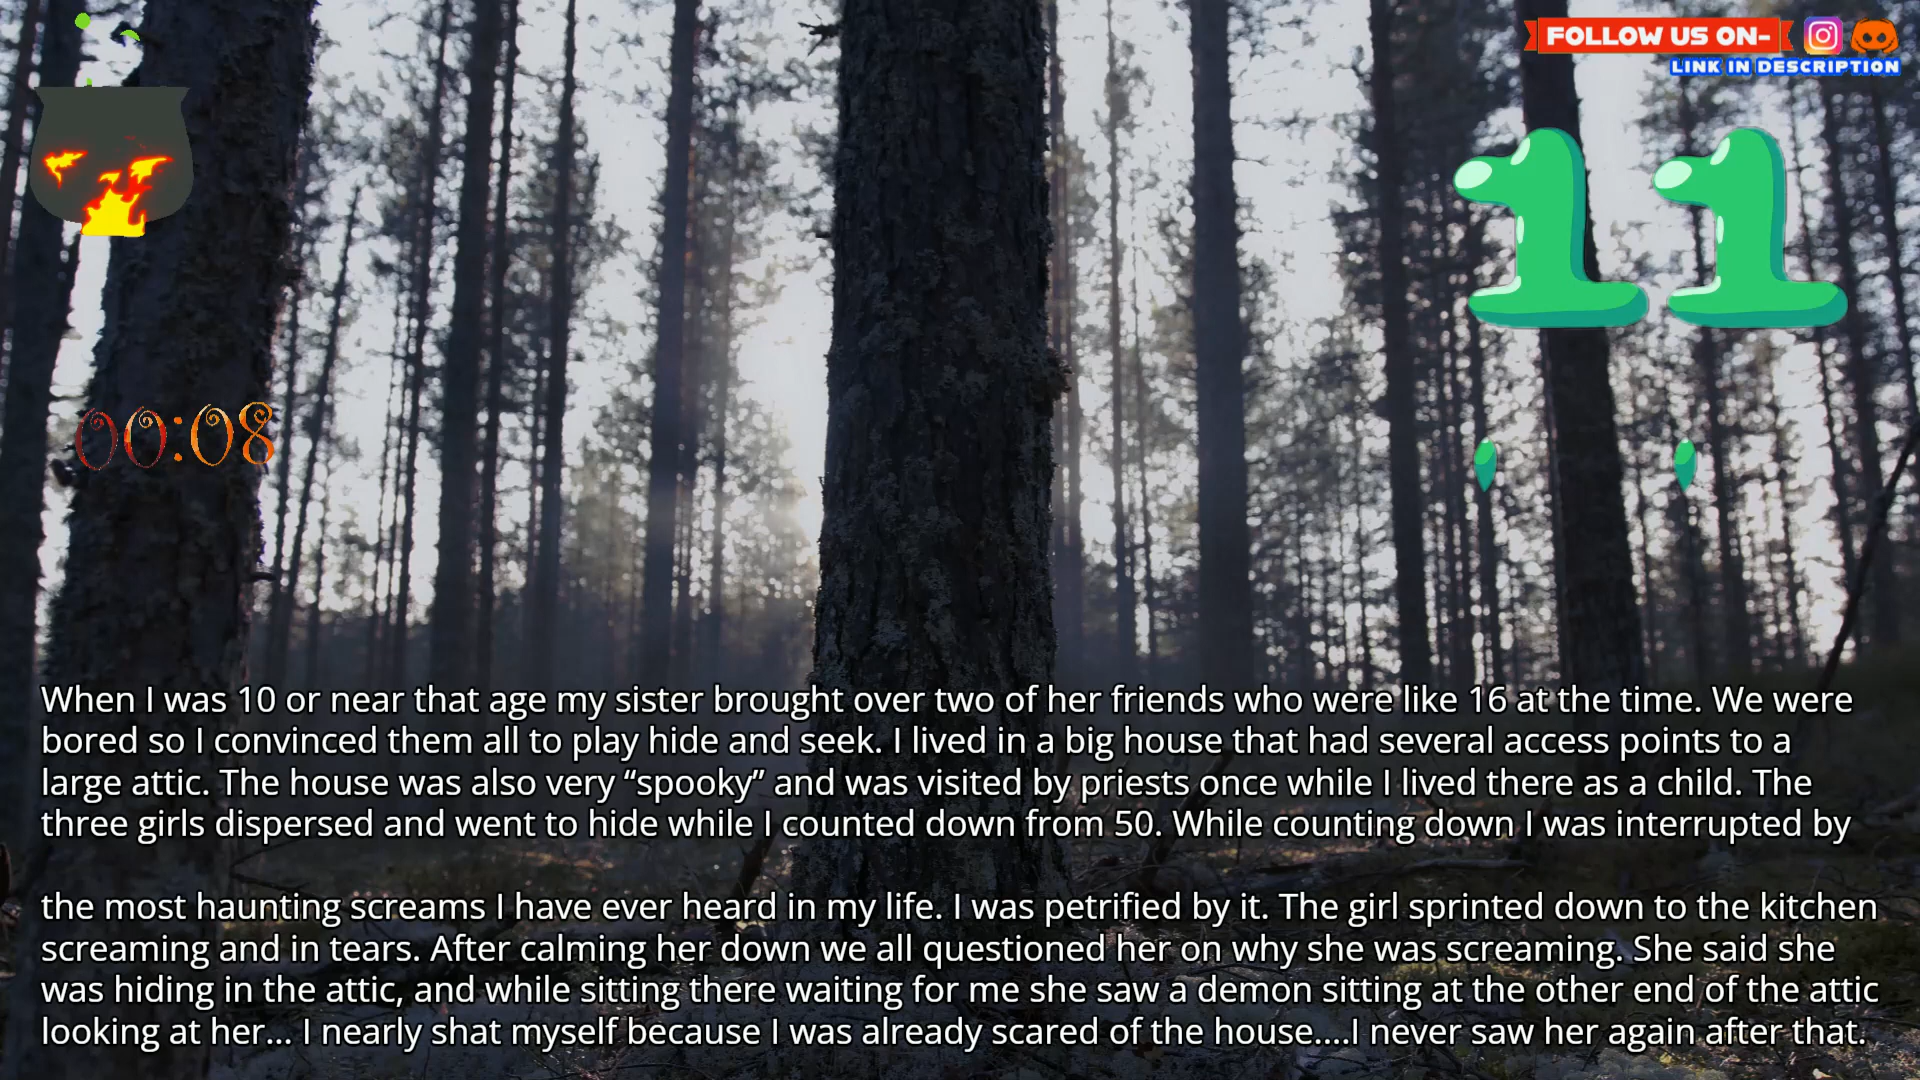 FOLLOW US ON-
LINK IN DESCRIPTION
11
00:08
When I was 10 or near that age my sister brought over two of her friends who were like 16 at the time. We were
bored so I convinced them all to play hide and seek. I lived in a big house that had several access points to a
large attic. The house was also very “spooky” and was visited by priests once while I lived there as a child. The
three girls dispersed and went to hide while I counted down from 50. While counting down I was interrupted by
the most haunting screams I have ever heard in my life. I was petrified by it. The girl sprinted down to the kitchen
screaming and in tears. After calming her down we all questioned her on why she was screaming. She said she
was hiding in the attic, and while sitting there waiting for me she saw a demon sitting at the other end of the attic
looking at her... I nearly shat myself because I was already scared of the house....I never saw her again after that.